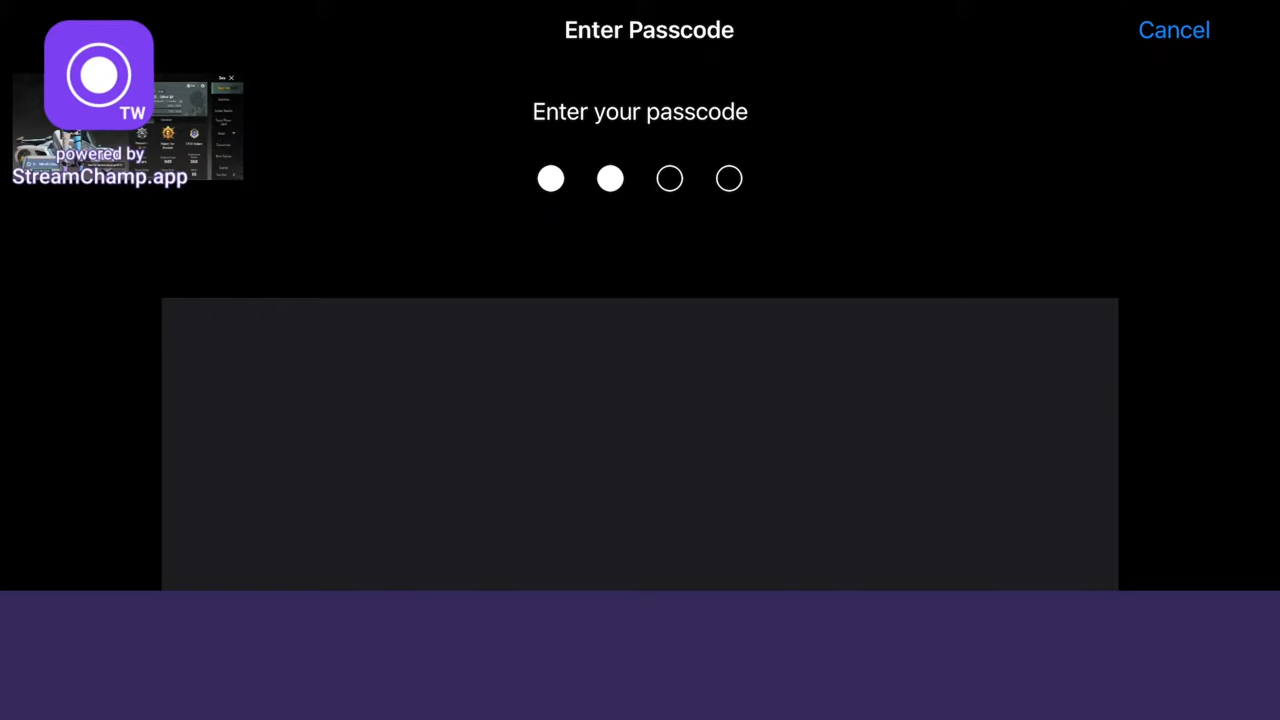 Enter Passcode
Cancel
Enter your passcode
TW
powered by
StreamChamp.app